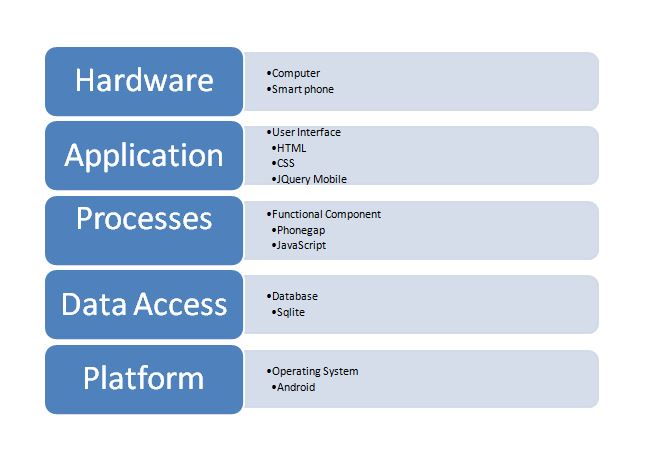 Hardware
•Computer
•Smart phone
Application
•User Interface
•HTML
•CSS
•JQuery Mobile
Processes
•Functional Component
•Phonegap
•JavaScript
Data Access
•Database
•Sqlite
Platform
•Operating System
•Android